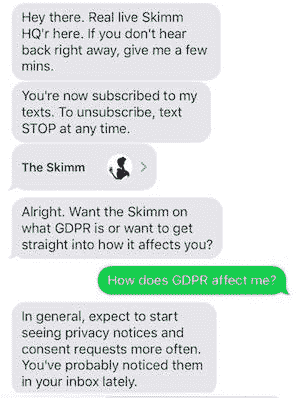 Hey there. Real live Skimm
HQ'r here. If you don't hear
back right away, give me a few
mins.
You're now subscribed to my
texts. To unsubscribe, text
STOP at any time.
The Skimm
Alright. Want the Skimm on
what GDPR is or want to get
straight into how it affects you?
How does GDPR affect me?
In general, expect to start
seeing privacy notices and
consent requests more often.
You've probably noticed them
in your inbox lately.